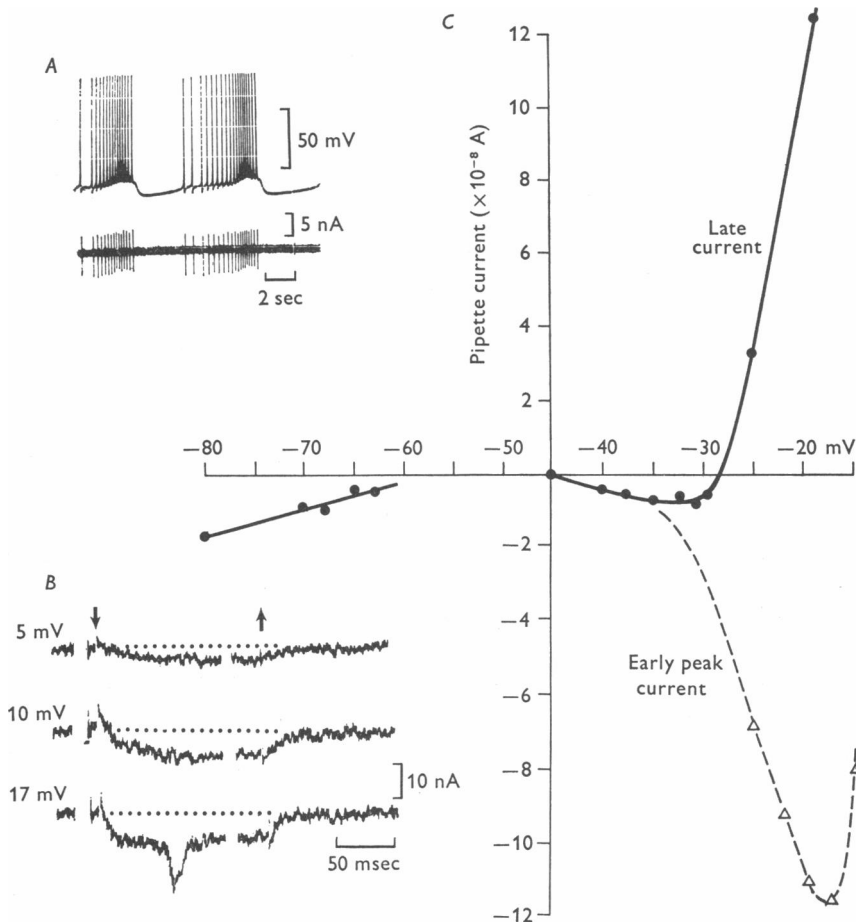 A
50 mV
5 nA
2 sec
B
5 mV
10 mV
17 mV
10 nA
50 msec
C
Pipette current (×10⁻⁸ A)
12
10
8
6
4
2
−80 −70 −60 −50 −40 −30 −20 mV
−2
−4
−6
−8
−10
−12
Late
current
Early peak
current